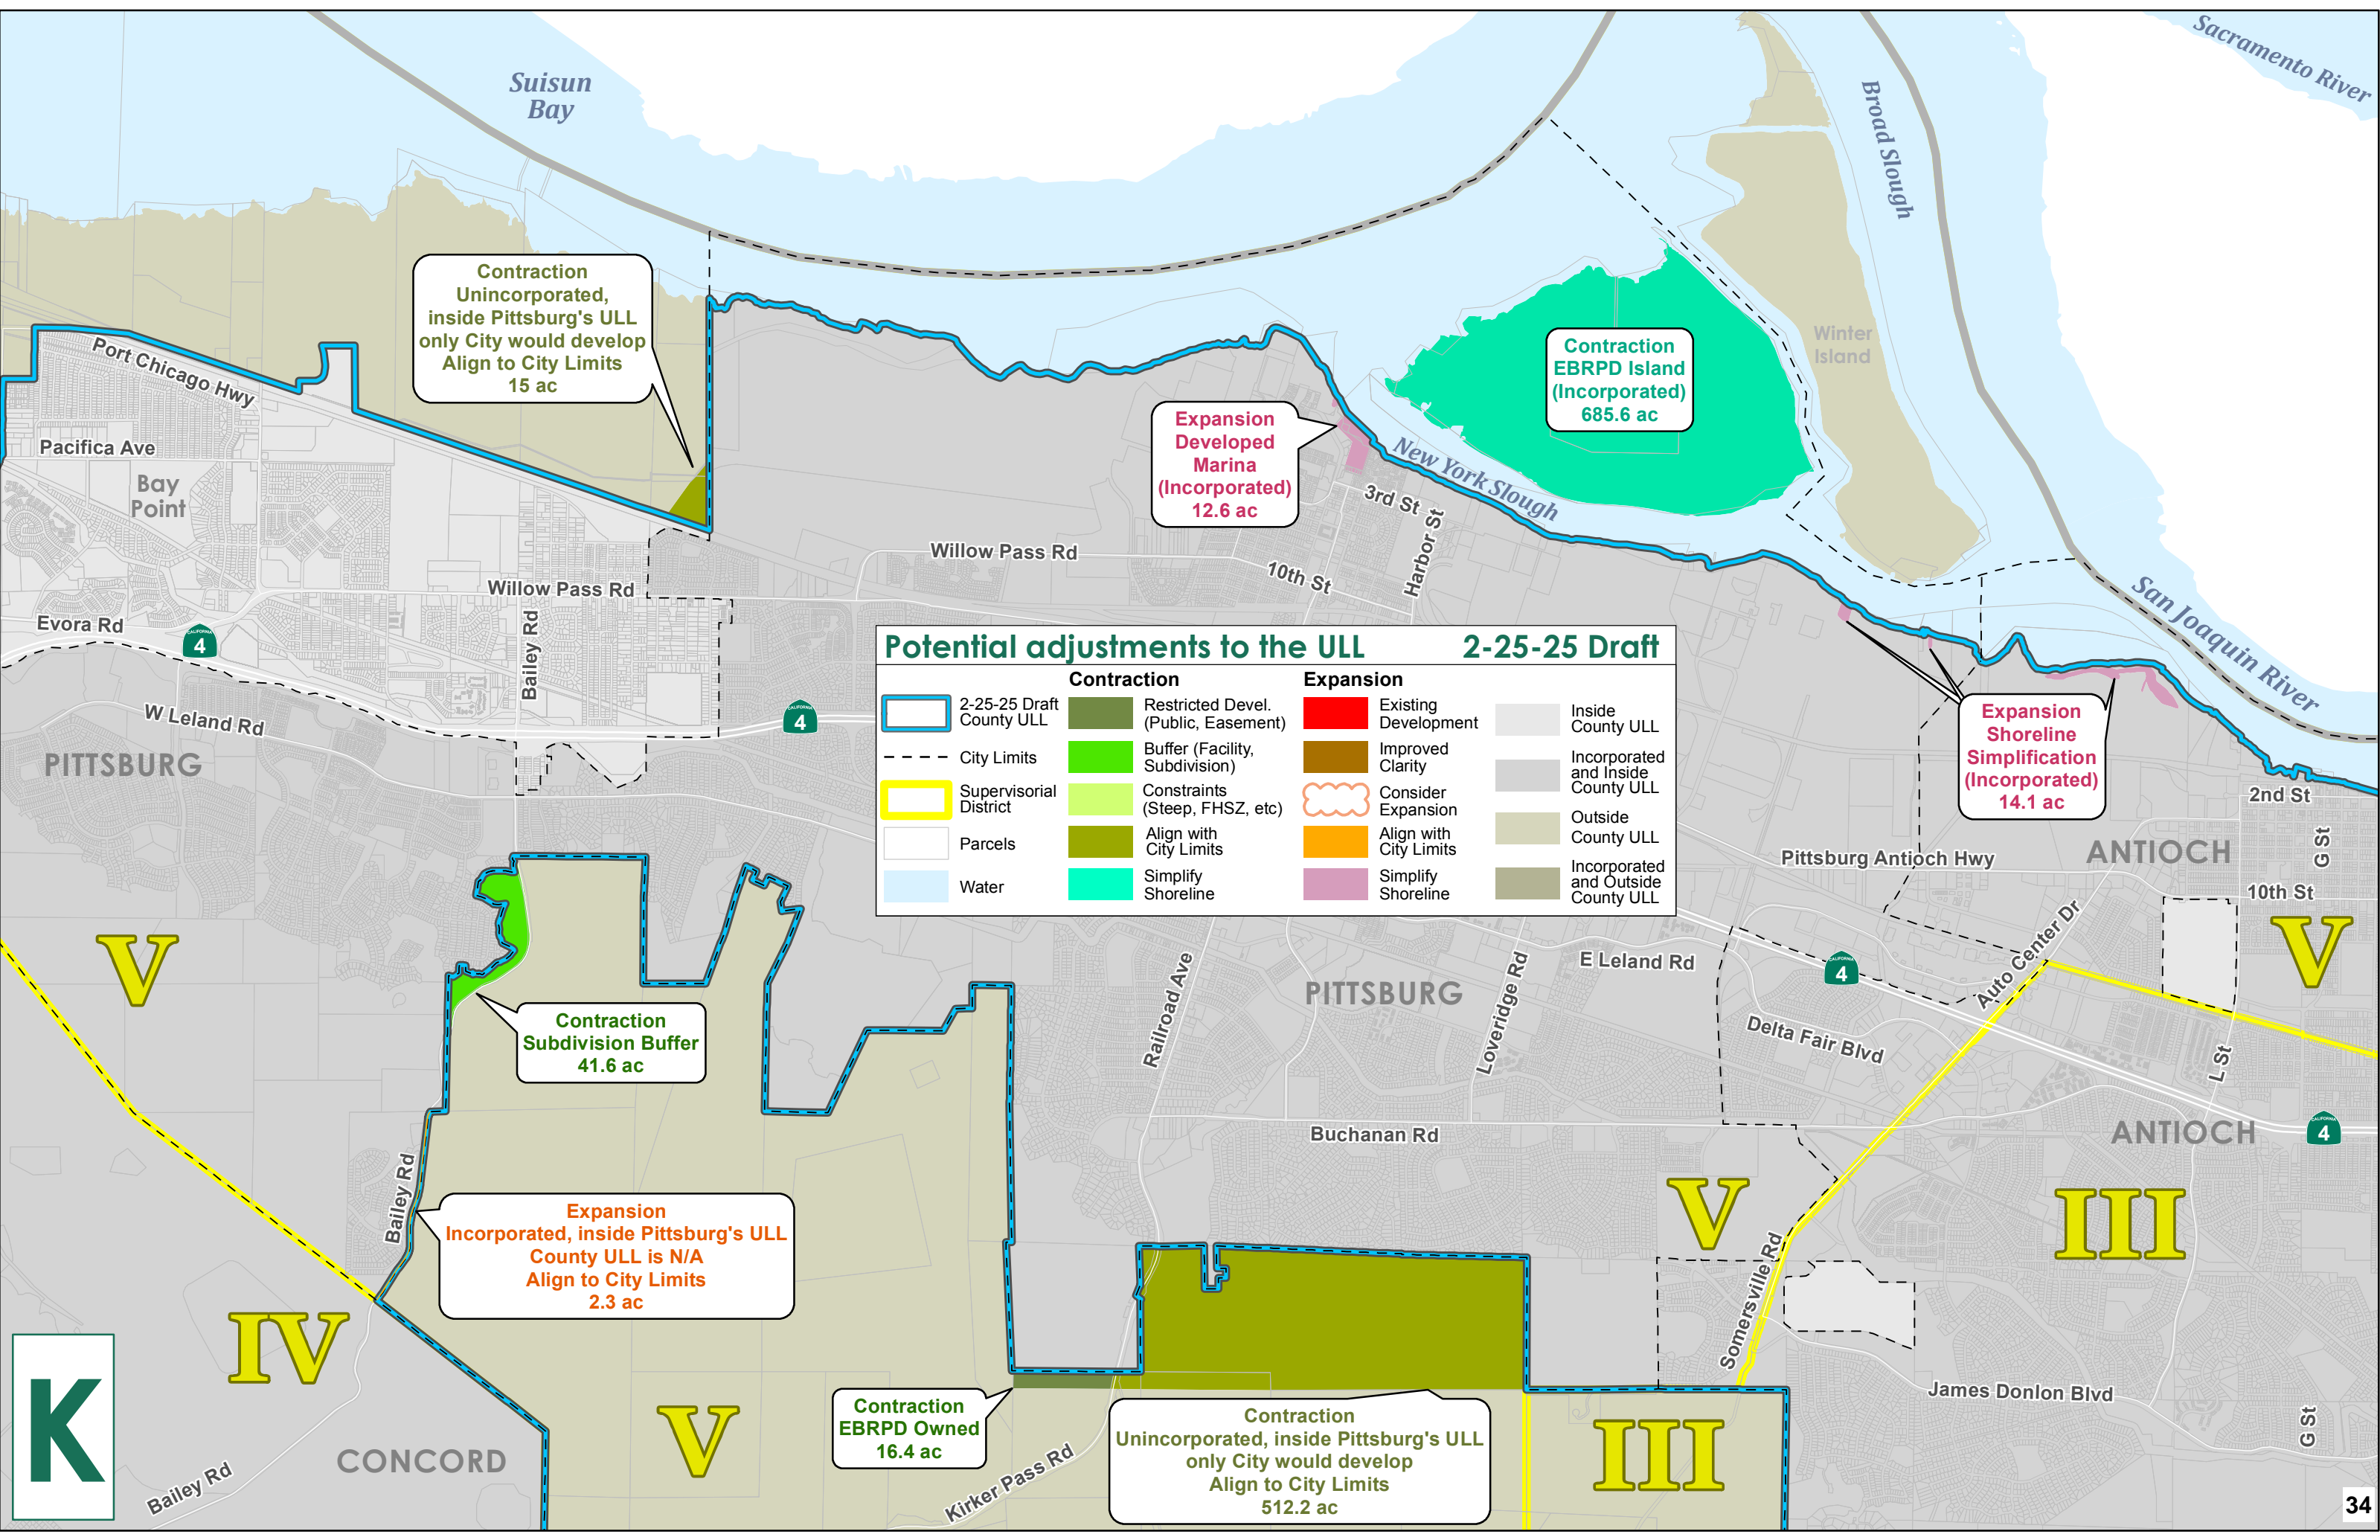 Suisun
Bay
Sacramento River
Broad Slough
Contraction
Unincorporated,
inside Pittsburg's ULL
only City would develop
Align to City Limits
15 ac
Winter
Island
Contraction
EBRPD Island
(Incorporated)
685.6 ac
Port Chicago Hwy
Expansion
Developed
Marina
(Incorporated)
12.6 ac
New York Slough
Pacifica Ave
Bay
Point
3rd St
Harbor St
Willow Pass Rd
10th St
Willow Pass Rd
Evora Rd
CALIFORNIA
4
Bailey Rd
San Joaquin River
W Leland Rd
CALIFORNIA
4
PITTSBURG
Potential adjustments to the ULL 2-25-25 Draft
2-25-25 Draft
County ULL
City Limits
Supervisorial
District
Parcels
Water
Contraction
Restricted Devel.
(Public, Easement)
Buffer (Facility,
Subdivision)
Constraints
(Steep, FHSZ, etc)
Align with
City Limits
Simplify
Shoreline
Expansion
Existing
Development
Improved
Clarity
Consider
Expansion
Align with
City Limits
Simplify
Shoreline
Inside
County ULL
Incorporated
and Inside
County ULL
Outside
County ULL
Incorporated
and Outside
County ULL
Expansion
Shoreline
Simplification
(Incorporated)
14.1 ac
2nd St
G St
Pittsburg Antioch Hwy
ANTIOCH
10th St
V
V
Auto Center Dr
E Leland Rd
CALIFORNIA
4
Railroad Ave
Loveridge Rd
PITTSBURG
Delta Fair Blvd
L St
Contraction
Subdivision Buffer
41.6 ac
Buchanan Rd
ANTIOCH
CALIFORNIA
4
Bailey Rd
Expansion
Incorporated, inside Pittsburg's ULL
County ULL is N/A
Align to City Limits
2.3 ac
V
III
Somersville Rd
IV
K
CONCORD
Bailey Rd
V
Contraction
EBRPD Owned
16.4 ac
Kirker Pass Rd
Contraction
Unincorporated, inside Pittsburg's ULL
only City would develop
Align to City Limits
512.2 ac
III
James Donlon Blvd
G St
34